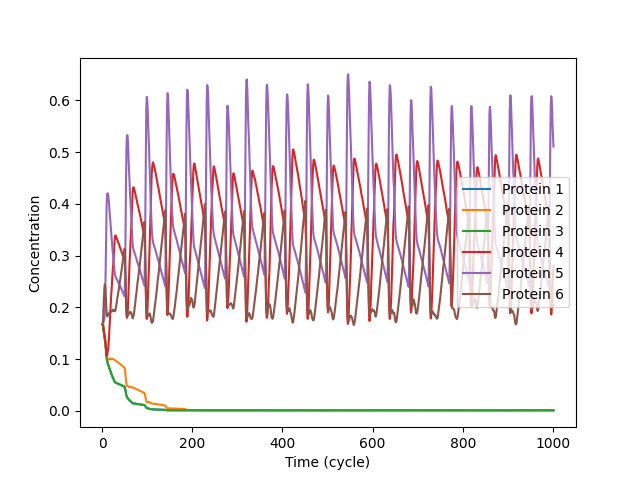 0.6
0.5
0.4
0.3
0.2
0.1
0.0
Concentration
Protein 1
Protein 2
Protein 3
Protein 4
Protein 5
Protein 6
0 200 400 600 800 1000
Time (cycle)